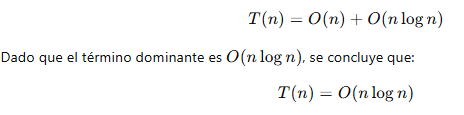 T(n) = O(n) + O(n log n)
Dado que el término dominante es O(n log n), se concluye que:
T(n) = O(n log n)